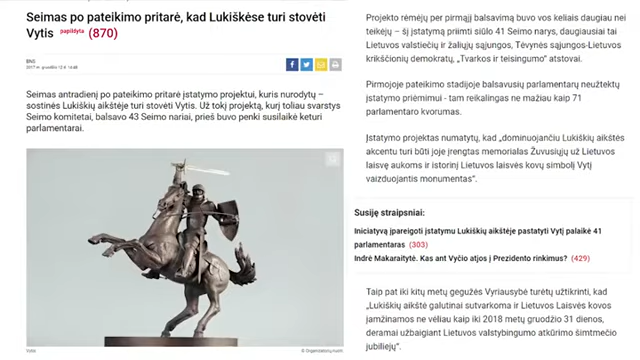 Seimas po pateikimo pritarė, kad Lukiškėse turi stovėti
Vytis papildyta (870)
BNS
2017 m. gruodžio 12 d.
Seimas antradienį po pateikimo pritarė įstatymo projektui, kuris nurodytų –
sostinės Lukiškių aikštėje turi stovėti Vytis. Už tokį projektą, kurį toliau svarstys
Seimo komitetai, balsavo 43 Seimo nariai, prieš buvo penki susilaikė keturi
parlamentarai.
Vytis
© Organizatorių nuotr.
Projekto rėmėjų per pirmąjį balsavimą buvo vos keliais daugiau nei
teikėjų – šį įstatymą priimti siūlo 41 Seimo narys, daugiausiai tai
Lietuvos valstiečių ir žaliųjų sąjungos, Tėvynės sąjungos-Lietuvos
krikščionių demokratų, „Tvarkos ir teisingumo“ atstovai.
Pirmojoje pateikimo stadijoje balsavusių parlamentarų neužtektų
įstatymo priėmimui - tam reikalingas ne mažiau kaip 71
parlamentaro kvorumas.
Įstatymo projektas numatytų, kad „dominuojančiu Lukiškių aikštės
akcentu turi būti joje įrengtas memorialas Žuvusiųjų už Lietuvos
laisvę aukoms ir istorinį Lietuvos laisvės kovų simbolį Vytį
vaizduojantis monumentas“.
Susiję straipsniai:
Iniciatyvą įpareigoti įstatymu Lukiškių aikštėje pastatyti Vytį palaikė 41
parlamentaras (303)
Indrė Makaraitytė. Kas ant Vyčio atjos į Prezidento rinkimus? (429)
Taip pat iki kitų metų gegužės Vyriausybė turėtų užtikrinti, kad
„Lukiškių aikštė galutinai sutvarkoma ir Lietuvos Laisvės kovos
įamžinamos ne vėliau kaip iki 2018 metų gruodžio 31 dienos,
deramai užbaigiant Lietuvos valstybingumo atkūrimo šimtmečio
jubiliejų“.